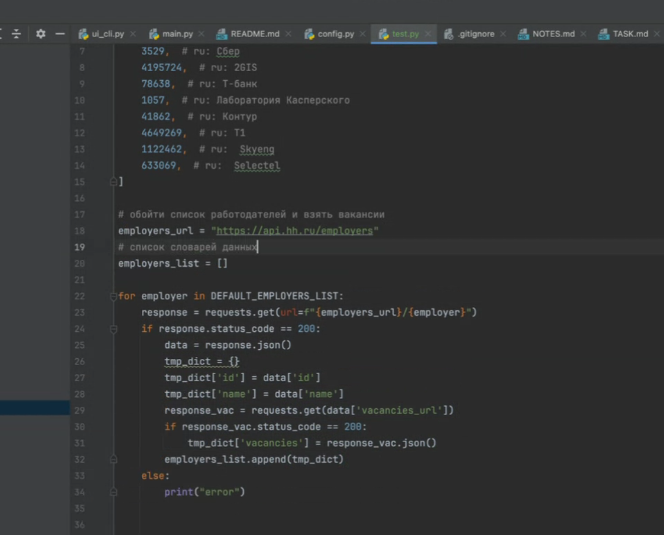 ui_cli.py main.py README.md config.py test.py .gitignore NOTES.md TASK.md
7 3529, # ru: Сбер
8 4195724, # ru: 2GIS
9 78638, # ru: Т-банк
10 1057, # ru: Лаборатория Касперского
11 41862, # ru: Контур
12 4649269, # ru: T1
13 1122462, # ru:  Skyeng
14 633069, # ru:  Selectel
15 ]
16
17 # обойти список работодателей и взять вакансии
18 employers_url = "https://api.hh.ru/employers"
19 # список словарей данных
20 employers_list = []
21
22 for employer in DEFAULT_EMPLOYERS_LIST:
23     response = requests.get(url=f"{employers_url}/{employer}")
24     if response.status_code == 200:
25         data = response.json()
26         tmp_dict = {}
27         tmp_dict['id'] = data['id']
28         tmp_dict['name'] = data['name']
29         response_vac = requests.get(data['vacancies_url'])
30         if response_vac.status_code == 200:
31             tmp_dict['vacancies'] = response_vac.json()
32         employers_list.append(tmp_dict)
33     else:
34         print("error")
35
36